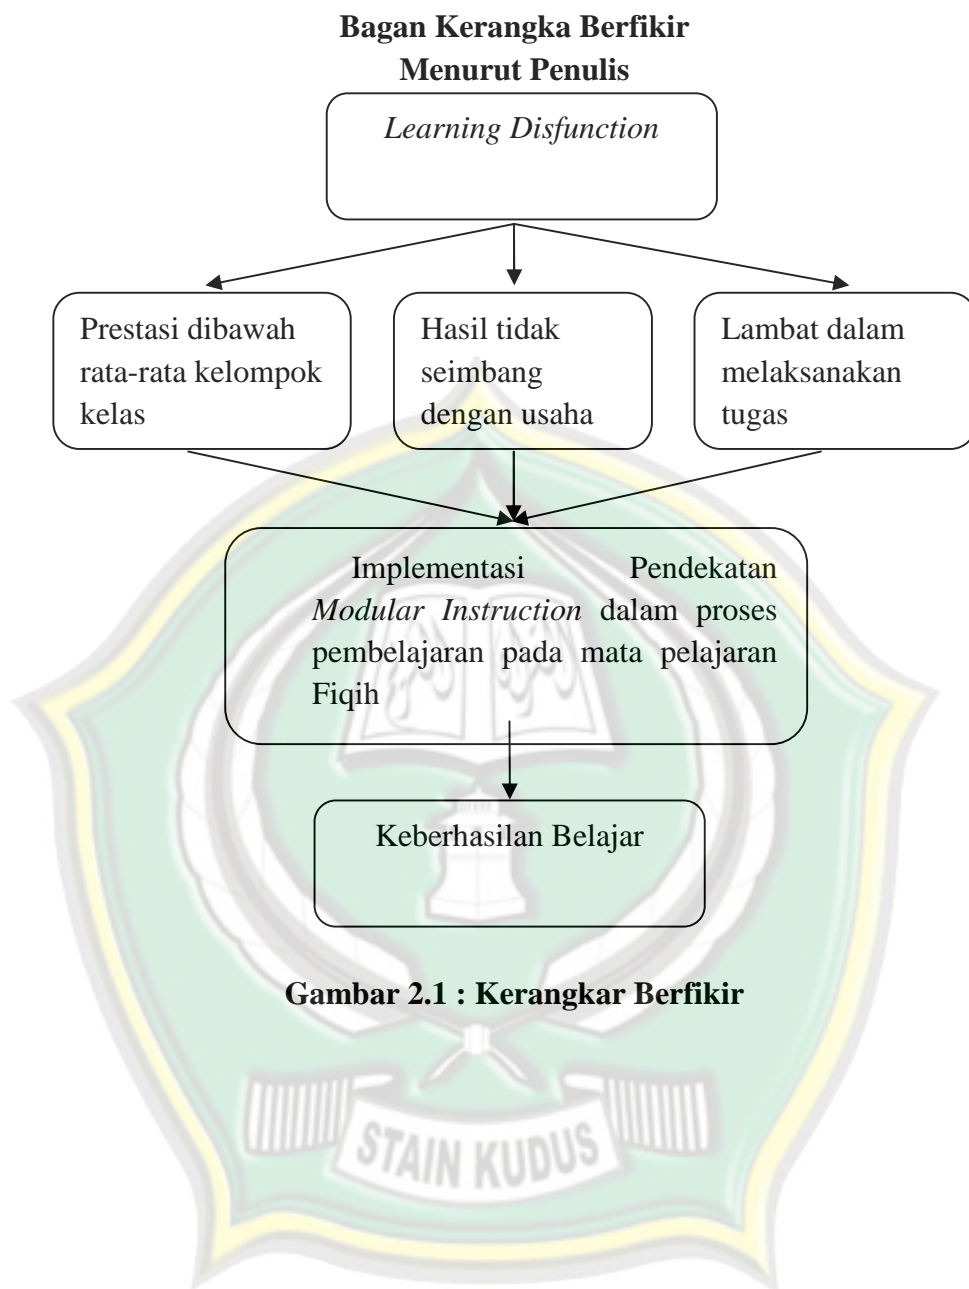 Bagan Kerangka Berfikir
Menurut Penulis
Learning Disfunction
Prestasi dibawah
rata-rata kelompok
kelas
Hasil tidak
seimbang
dengan usaha
Lambat dalam
melaksanakan
tugas
Implementasi Pendekatan
Modular Instruction dalam proses
pembelajaran pada mata pelajaran
Fiqih
Keberhasilan Belajar
Gambar 2.1 : Kerangkar Berfikir
STAIN KUDUS